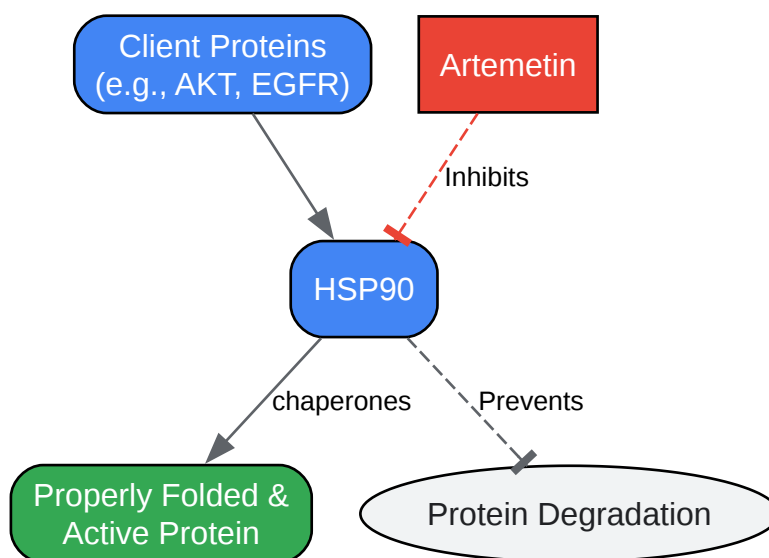 Client Proteins
(e.g., AKT, EGFR)
Artemetin
Inhibits
HSP90
chaperones
Prevents
Properly Folded &
Active Protein
Protein Degradation